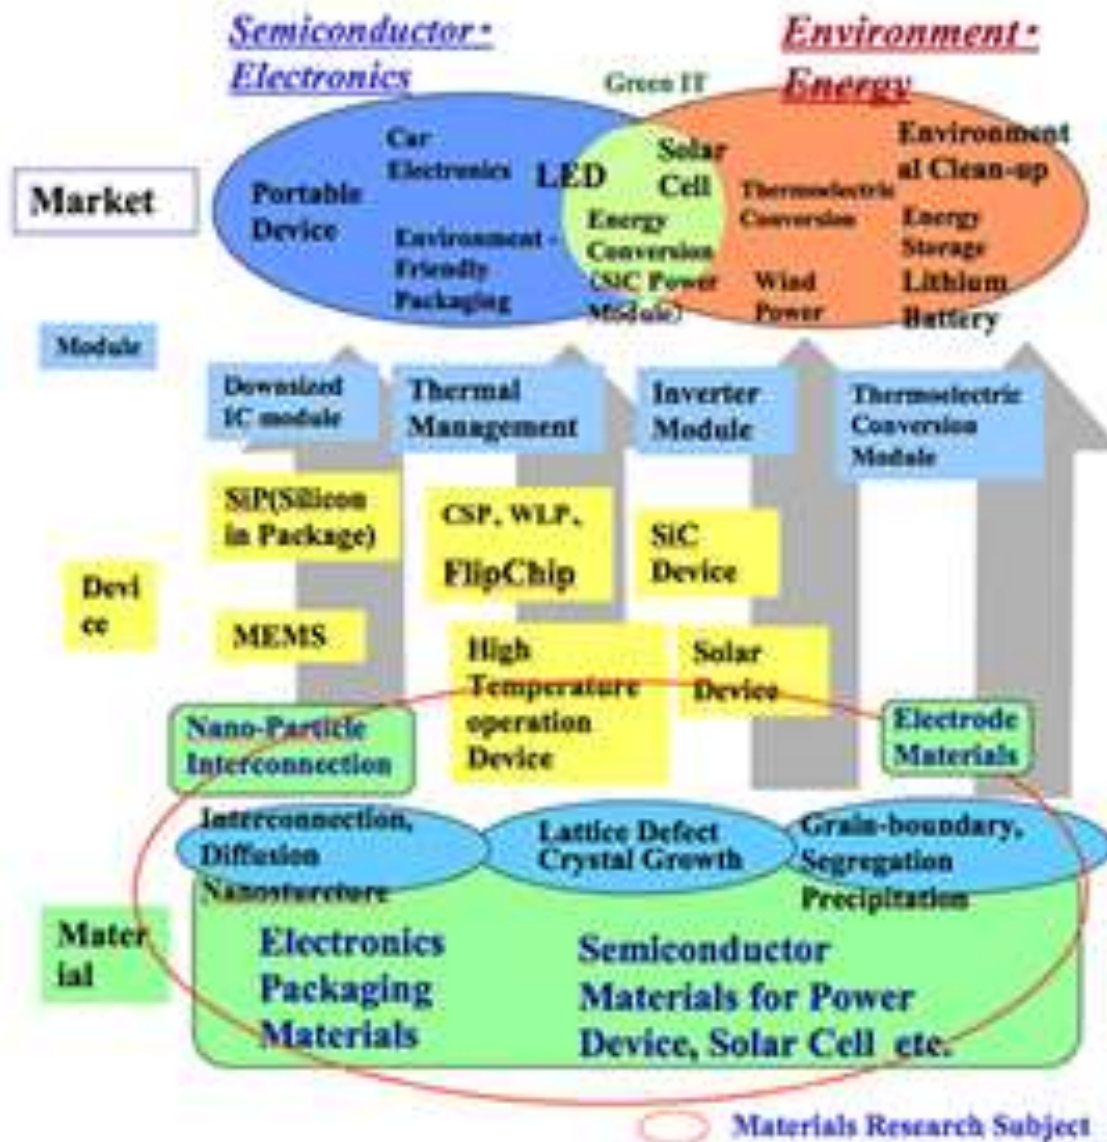 Semiconductor・
Electronics
Environment・
Energy
Green IT
Market
Portable
Device
Car
Electronics
Environment -
Friendly
Packaging
LED
Solar
Cell
Energy
Conversion
(SiC Power
Module)
Thermoelectric
Conversion
Wind
Power
Environment
al Clean-up
Energy
Storage
Lithium
Battery
Module
Downsized
IC module
Thermal
Management
Inverter
Module
Thermoelectric
Conversion
Module
Devi
ce
SiP(Silicon
in Package)
CSP、WLP、
FlipChip
SiC
Device
MEMS
High
Temperature
operation
Device
Solar
Device
Nano-Particle
Interconnection
Electrode
Materials
Interconnection,
Diffusion
Nanosturcture
Lattice Defect
Crystal Growth
Grain-boundary,
Segregation
Precipitation
Mater
ial
Electronics
Packaging
Materials
Semiconductor
Materials for Power
Device, Solar Cell etc.
Materials Research Subject